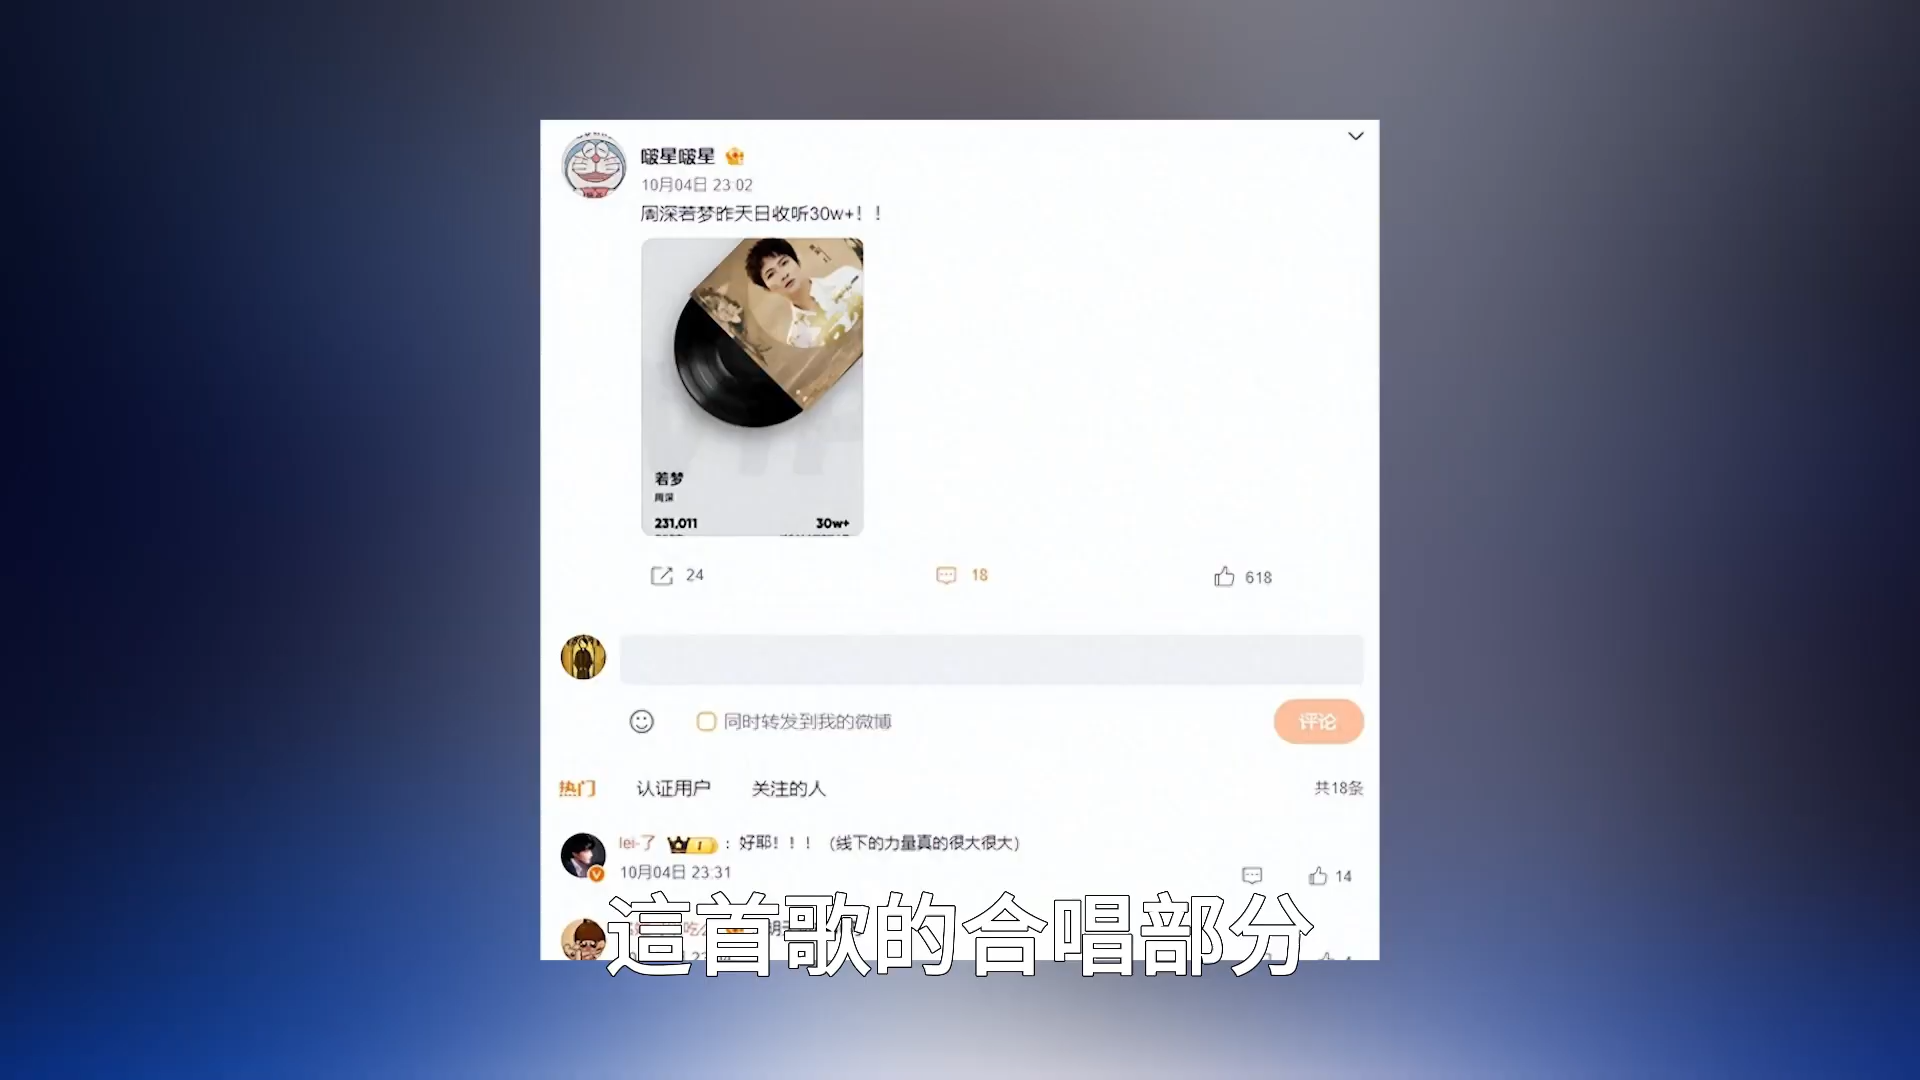 啵星啵星
10月04日 23:02
周深若梦昨天日收听30w+！！
若梦
周深
231,011
30w+
24
18
618
同时转发到我的微博
评论
热门
认证用户
关注的人
共18条
lei-了
1
：好耶！！！（线下的力量真的很大很大）
10月04日 23:31
14
這首歌的合唱部分